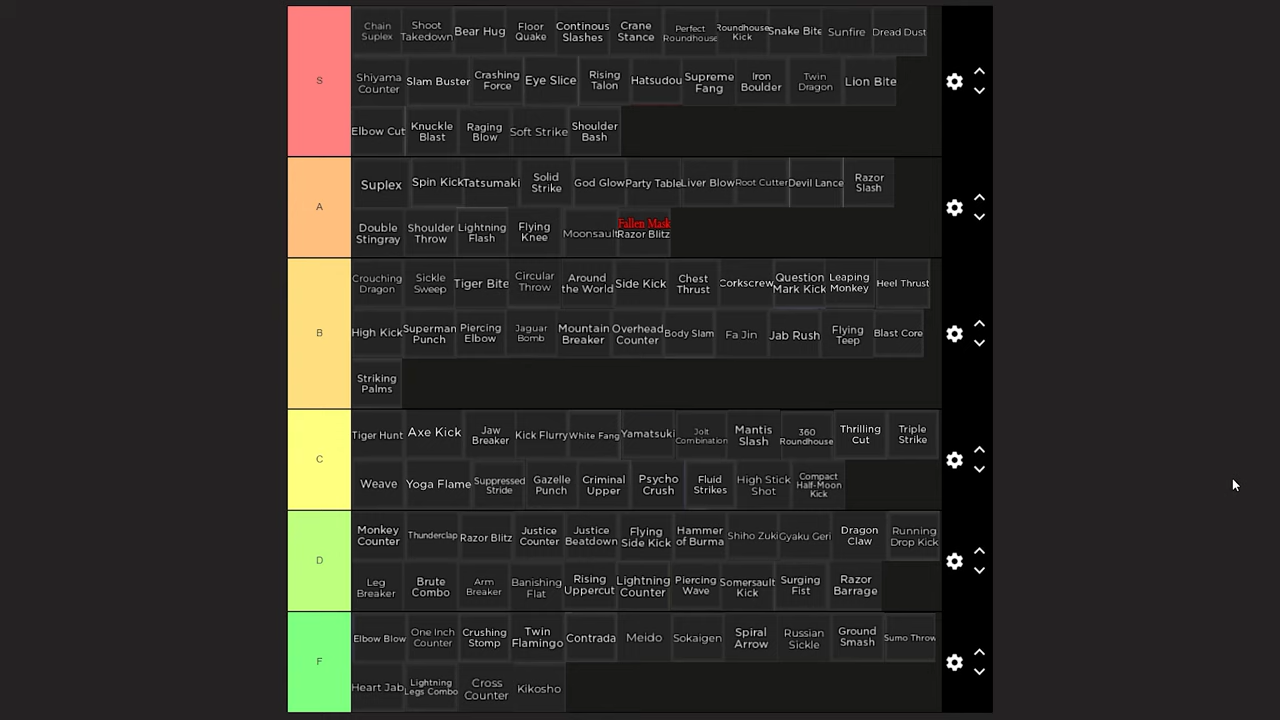 S
Chain Suplex
Shoot Takedown
Bear Hug
Floor Quake
Continous Slashes
Crane Stance
Perfect Roundhouse
Roundhouse Kick
Snake Bite
Sunfire
Dread Dust
Shiyama Counter
Slam Buster
Crashing Force
Eye Slice
Rising Talon
Hatsudou
Supreme Fang
Iron Boulder
Twin Dragon
Lion Bite
Elbow Cut
Knuckle Blast
Raging Blow
Soft Strike
Shoulder Bash
A
Suplex
Spin Kick
Tatsumaki
Solid Strike
God Glow
Party Table
Liver Blow
Root Cutter
Devil Lance
Razor Slash
Double Stingray
Shoulder Throw
Lightning Flash
Flying Knee
Moonsault
Fallen Mask
Razor Blitz
B
Crouching Dragon
Sickle Sweep
Tiger Bite
Circular Throw
Around the World
Side Kick
Chest Thrust
Corkscrew
Question Mark Kick
Leaping Monkey
Heel Thrust
High Kick
Superman Punch
Piercing Elbow
Jaguar Bomb
Mountain Breaker
Overhead Counter
Body Slam
Fa Jin
Jab Rush
Flying Teep
Blast Core
Striking Palms
C
Tiger Hunt
Axe Kick
Jaw Breaker
Kick Flurry
White Fang
Yamatsuki
Jolt Combination
Mantis Slash
360 Roundhouse
Thrilling Cut
Triple Strike
Weave
Yoga Flame
Suppressed Stride
Gazelle Punch
Criminal Upper
Psycho Crush
Fluid Strikes
High Stick Shot
Compact Half-Moon Kick
D
Monkey Counter
Thunderclap
Razor Blitz
Justice Counter
Justice Beatdown
Flying Side Kick
Hammer of Burma
Shiho Zuki
Gyaku Geri
Dragon Claw
Running Drop Kick
Leg Breaker
Brute Combo
Arm Breaker
Banishing Flat
Rising Uppercut
Lightning Counter
Piercing Wave
Somersault Kick
Surging Fist
Razor Barrage
F
Elbow Blow
One Inch Counter
Crushing Stomp
Twin Flamingo
Contrada
Meido
Sokaigen
Spiral Arrow
Russian Sickle
Ground Smash
Sumo Throw
Heart Jab
Lightning Legs Combo
Cross Counter
Kikosho